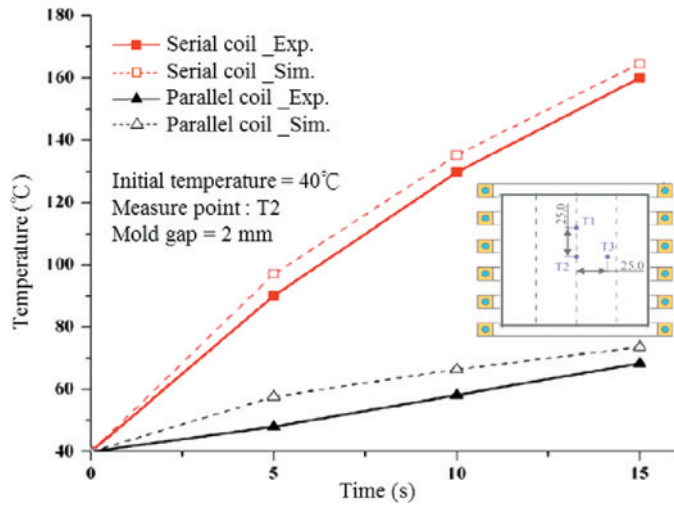 180
160
140
120
100
80
60
40
Temperature (℃)
Serial coil _Exp.
Serial coil _Sim.
Parallel coil _Exp.
Parallel coil _Sim.
Initial temperature = 40℃
Measure point : T2
Mold gap = 2 mm
25.0
T1
T2
T3
25.0
0
5
10
15
Time (s)